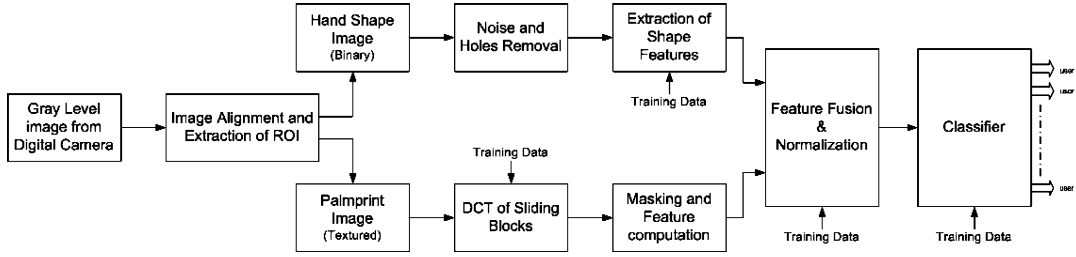 Gray Level
image from
Digital Camera
Image Alignment and
Extraction of ROI
Hand Shape
Image
(Binary)
Noise and
Holes Removal
Extraction of
Shape
Features
Training Data
Palmprint
Image
(Textured)
Training Data
DCT of Sliding
Blocks
Masking and
Feature
computation
Feature Fusion
&
Normalization
Training Data
Classifier
Training Data
user
user
user